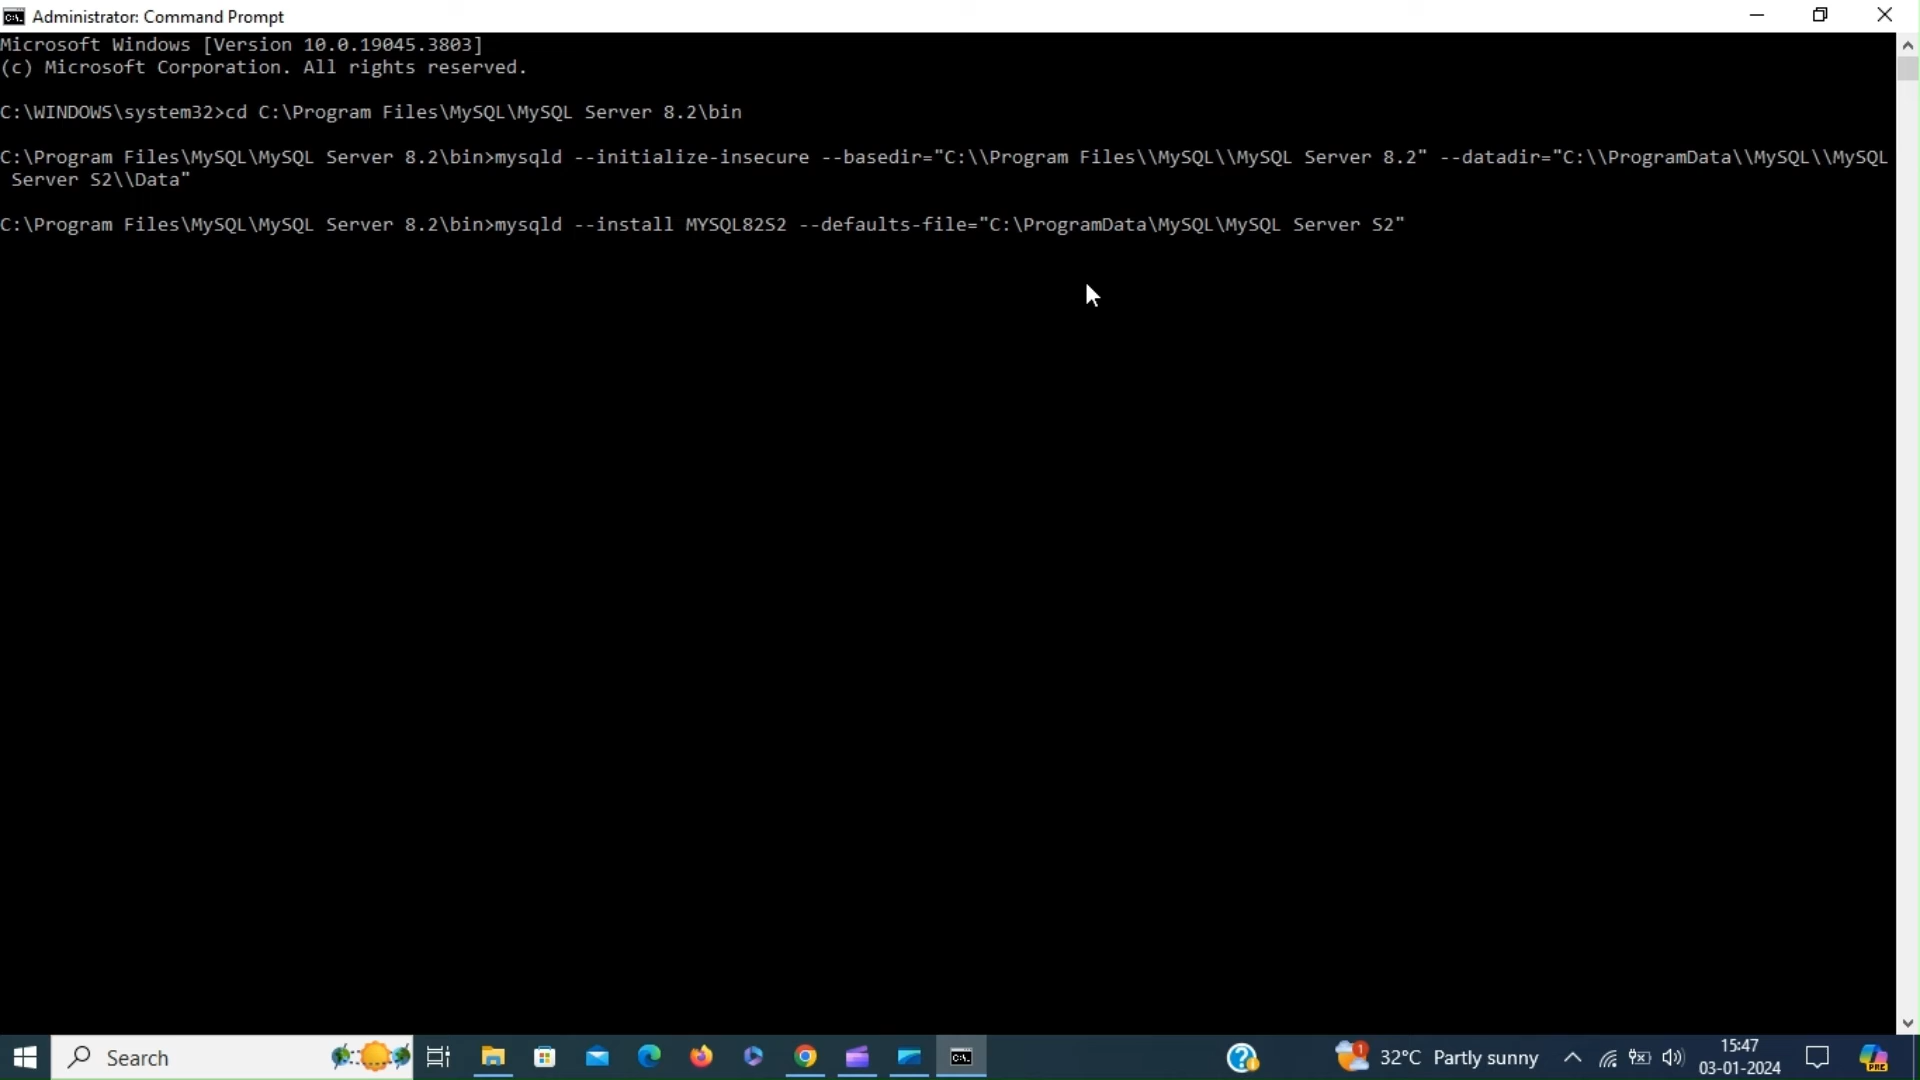 Administrator: Command Prompt
Microsoft Windows [Version 10.0.19045.3803]
(c) Microsoft Corporation. All rights reserved.
C:\WINDOWS\system32>cd C:\Program Files\MySQL\MySQL Server 8.2\bin
C:\Program Files\MySQL\MySQL Server 8.2\bin>mysqld --initialize-insecure --basedir="C:\\Program Files\\MySQL\\MySQL Server 8.2" --datadir="C:\\ProgramData\\MySQL\\MySQL
Server S2\\Data"
C:\Program Files\MySQL\MySQL Server 8.2\bin>mysqld --install MYSQL82S2 --defaults-file="C:\ProgramData\MySQL\MySQL Server S2"
Search
1
32°C Partly sunny
15:47
03-01-2024
PRE